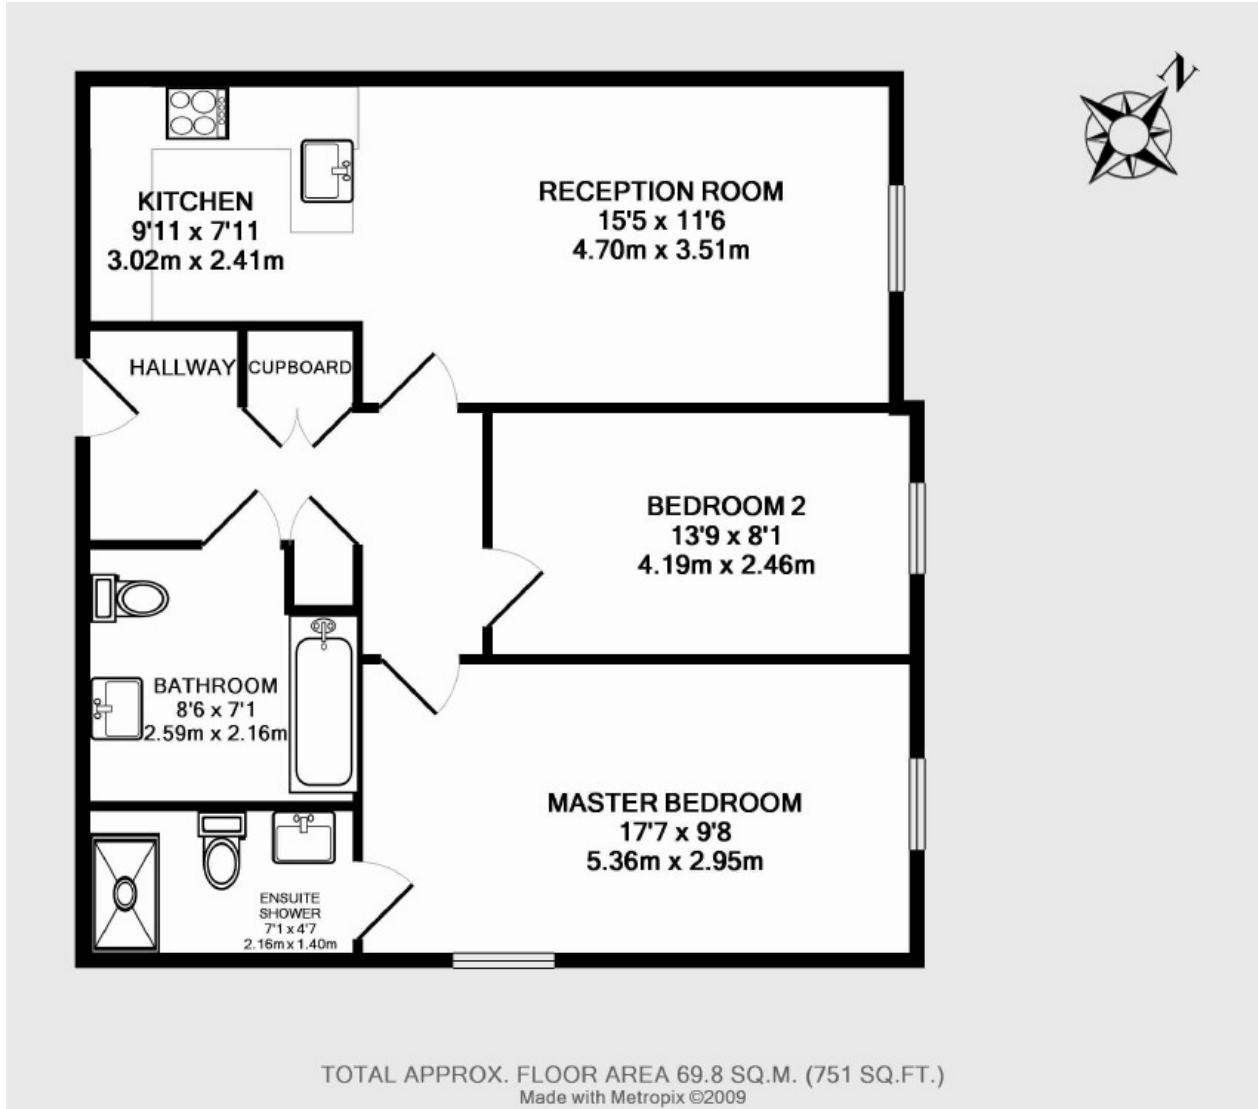 N
KITCHEN
9'11 x 7'11
3.02m x 2.41m
RECEPTION ROOM
15'5 x 11'6
4.70m x 3.51m
HALLWAY
CUPBOARD
BEDROOM 2
13'9 x 8'1
4.19m x 2.46m
BATHROOM
8'6 x 7'1
2.59m x 2.16m
MASTER BEDROOM
17'7 x 9'8
5.36m x 2.95m
ENSUITE
SHOWER
7'1 x 4'7
2.16m x 1.40m
TOTAL APPROX. FLOOR AREA 69.8 SQ.M. (751 SQ.FT.)
Made with Metropix ©2009